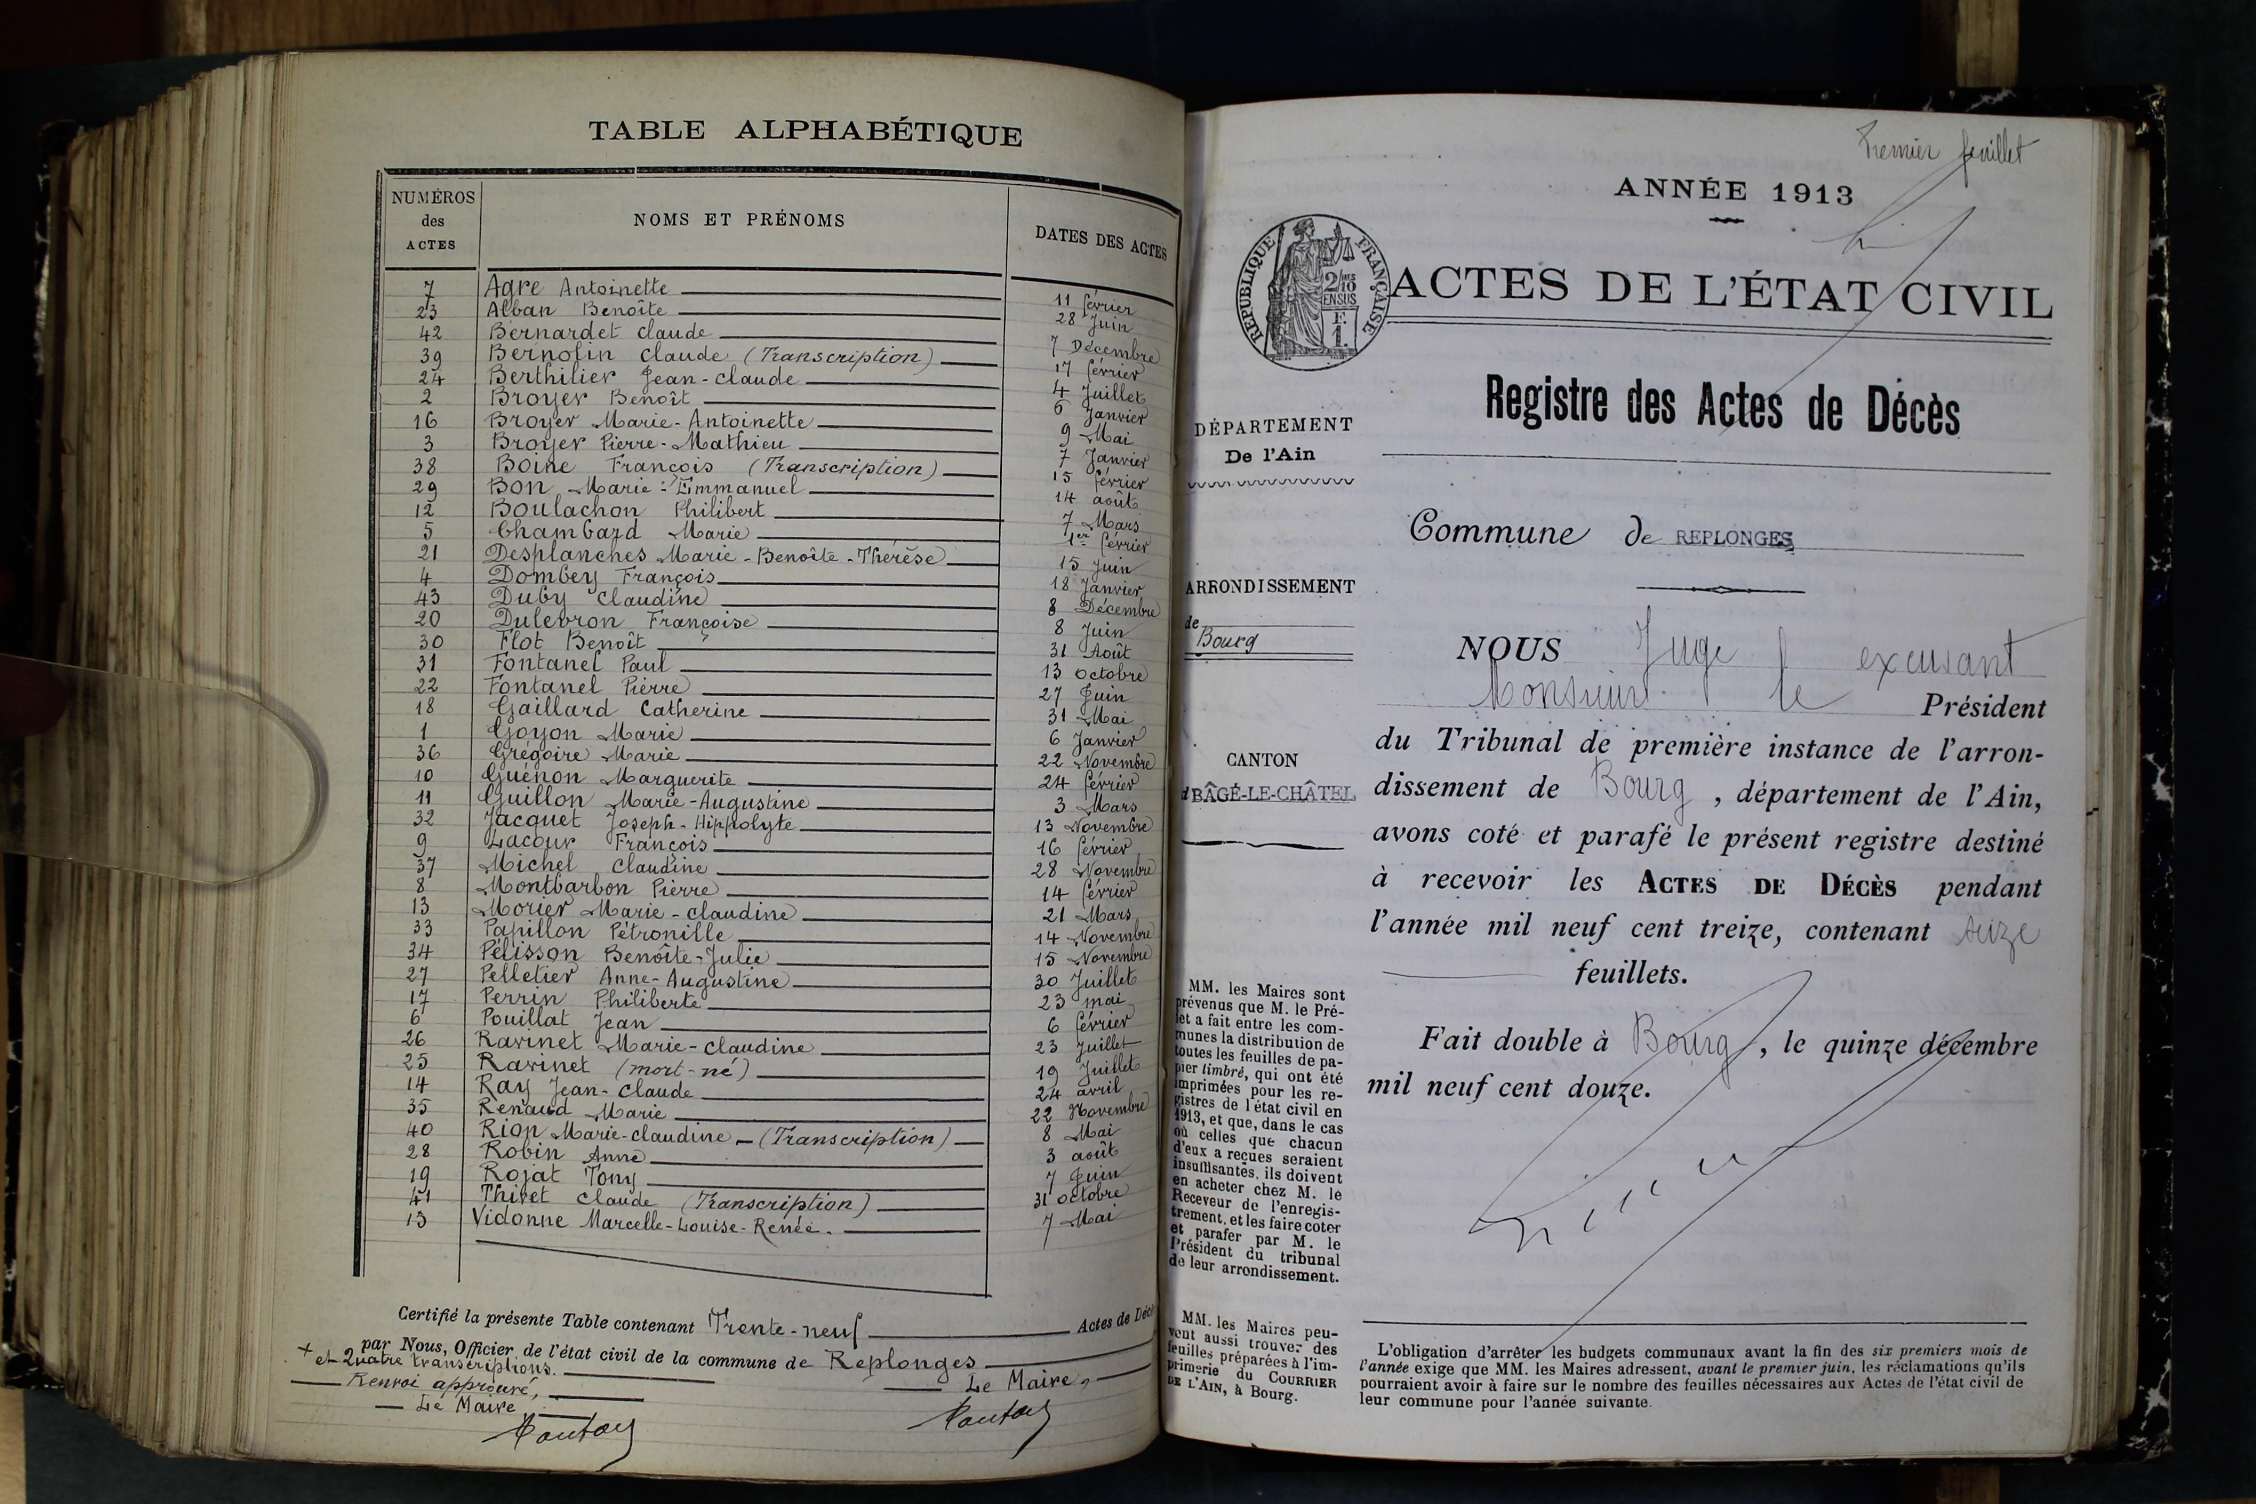 TABLE ALPHABÉTIQUE
NUMÉROS des ACTES NOMS ET PRÉNOMS DATES DES ACTES
7 Agre Antoinette 11 février
23 Alban Benoîte 28 Juin
42 Bernardet Claude 7 Décembre
39 Bernolin Claude (Transcription) 17 février
24 Berthilier Jean-Claude 4 Juillet
2 Broyer Benoît 6 Janvier
16 Broyer Marie-Antoinette 9 Mai
3 Broyer Pierre-Mathieu 7 Janvier
38 Boine François (Transcription) 15 février
29 Bon Marie-Emmanuel 14 août
12 Boulachon Philibert 7 Mars
5 Chambard Marie 1er février
21 Desplanches Marie-Benoîte-Thérèse 15 Juin
4 Dombey François 18 Janvier
43 Duby Claudine 8 Décembre
20 Dulevron Françoise 8 Juin
30 Flot Benoît 31 Août
31 Fontanel Paul 13 octobre
22 Fontanel Pierre 27 Juin
18 Gaillard Catherine 31 Mai
1 Goyon Marie 6 Janvier
36 Grégoire Marie 22 Novembre
10 Guénon Marguerite 24 février
11 Guillon Marie-Augustine 3 Mars
32 Jacquet Joseph-Hippolyte 13 Novembre
9 Lacour François 16 février
37 Michel Claudine 28 Novembre
8 Montbarbon Pierre 14 février
13 Morier Marie-Claudine 21 Mars
33 Papillon Pétronille 14 Novembre
34 Pélisson Benoîte-Julie 15 Novembre
27 Pelletier Anne-Augustine 30 Juillet
17 Perrin Philiberte 23 mai
6 Pouillat Jean 6 février
26 Ravinet Marie-Claudine 23 Juillet
25 Ravinet (mort-né) 19 Juillet
14 Ray Jean-Claude 24 avril
35 Renaud Marie 22 Novembre
40 Rion Marie-Claudine (Transcription) 8 Mai
28 Robin Anne 3 août
19 Rojat Tony 7 Juin
41 Thivet Claude (Transcription) 31 octobre
15 Vidonne Marcelle-Louise-Renée. 7 Mai
Certifié la présente Table contenant Trente-neuf Actes de Décè
par Nous, Officier de l'état civil de la commune de Replonges
+ et Quatre transcriptions.
Renvoi approuvé, Le Maire,
Le Maire
Premier feuillet
ANNÉE 1913
RÉPUBLIQUE FRANÇAISE
2/10 EN SUS
F. 1.
ACTES DE L'ÉTAT CIVIL
Registre des Actes de Décès
DÉPARTEMENT
De l'Ain
Commune de REPLONGES
ARRONDISSEMENT
de
Bourg
CANTON
d BÂGÉ-LE-CHÂTEL
NOUS Juge excusant
Monsieur le Président
du Tribunal de première instance de l'arron-
dissement de Bourg, département de l'Ain,
avons coté et parafé le présent registre destiné
à recevoir les ACTES DE DÉCÈS pendant
l'année mil neuf cent treize, contenant seize
feuillets.
Fait double à Bourg, le quinze décembre
mil neuf cent douze.
MM. les Maires sont
prévenus que M. le Pré-
fet a fait entre les com-
munes la distribution de
toutes les feuilles de pa-
pier timbré, qui ont été
imprimées pour les re-
gistres de l'état civil en
1913, et que, dans le cas
où celles que chacun
d'eux a reçues seraient
insuffisantes, ils doivent
en acheter chez M. le
Receveur de l'enregis-
trement, et les faire coter
et parafer par M. le
Président du tribunal
de leur arrondissement.
MM. les Maires peu-
vent aussi trouver des
feuilles préparées à l'im-
primerie du COURRIER
DE L'AIN, à Bourg.
L'obligation d'arrêter les budgets communaux avant la fin des six premiers mois de
l'année exige que MM. les Maires adressent, avant le premier juin, les réclamations qu'ils
pourraient avoir à faire sur le nombre des feuilles nécessaires aux Actes de l'état civil de
leur commune pour l'année suivante.